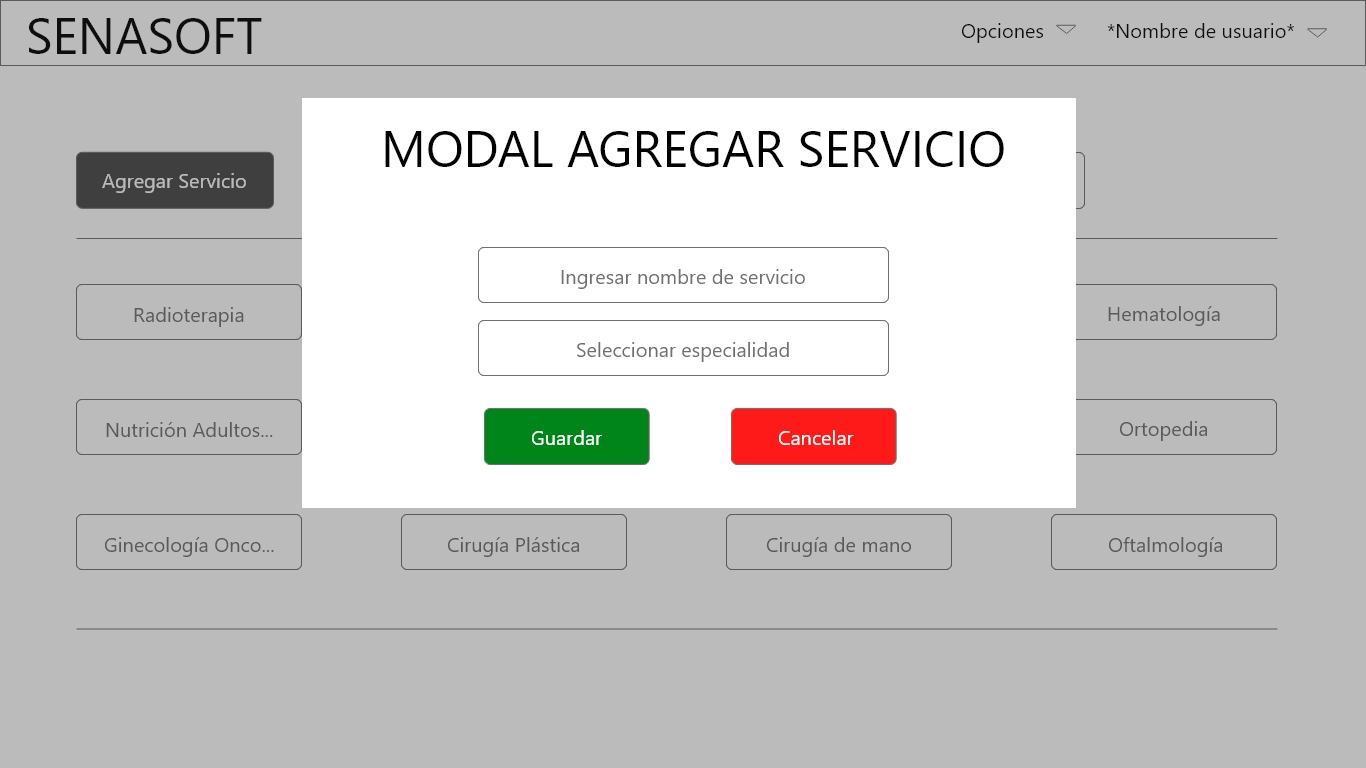 SENASOFT
Opciones
*Nombre de usuario*
MODAL AGREGAR SERVICIO
Agregar Servicio
Ingresar nombre de servicio
Radioterapia
Hematología
Seleccionar especialidad
Nutrición Adultos...
Guardar
Cancelar
Ortopedia
Ginecología Onco...
Cirugía Plástica
Cirugía de mano
Oftalmología